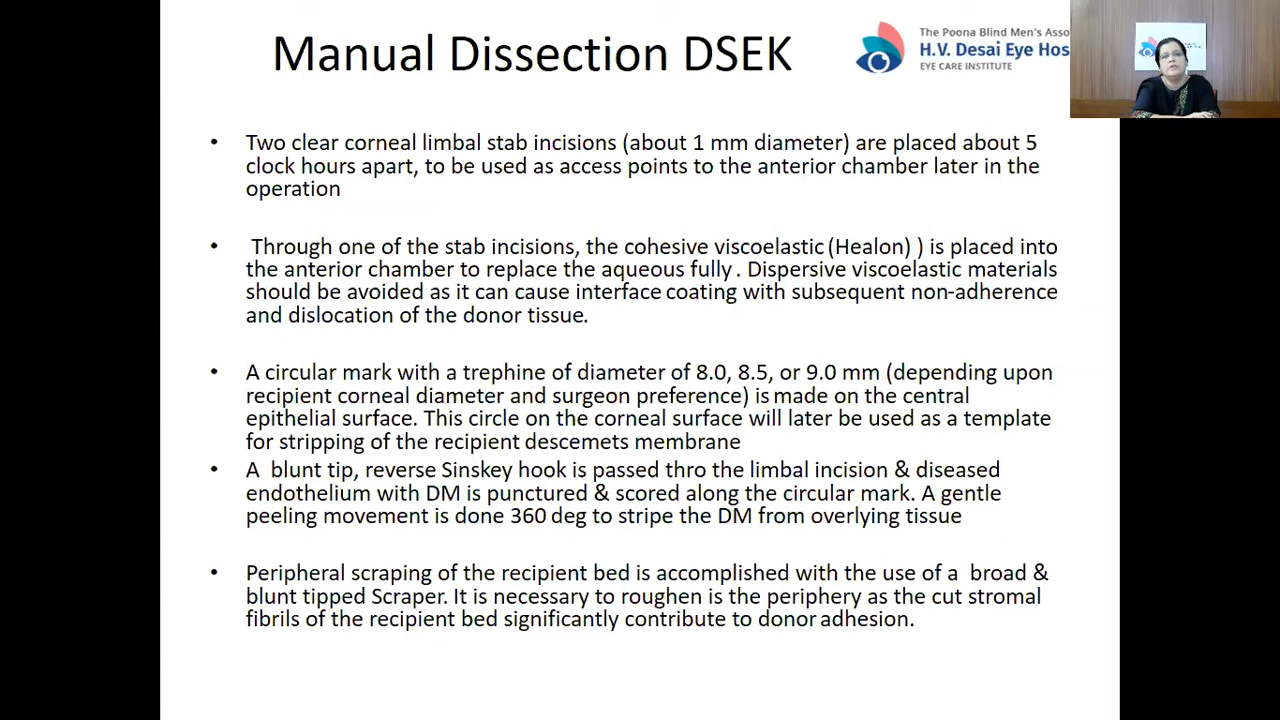 Manual Dissection DSEK
The Poona Blind Men's Asso
H.V. Desai Eye Hos
EYE CARE INSTITUTE
• Two clear corneal limbal stab incisions (about 1 mm diameter) are placed about 5
clock hours apart, to be used as access points to the anterior chamber later in the
operation
• Through one of the stab incisions, the cohesive viscoelastic (Healon) ) is placed into
the anterior chamber to replace the aqueous fully . Dispersive viscoelastic materials
should be avoided as it can cause interface coating with subsequent non-adherence
and dislocation of the donor tissue.
• A circular mark with a trephine of diameter of 8.0, 8.5, or 9.0 mm (depending upon
recipient corneal diameter and surgeon preference) is made on the central
epithelial surface. This circle on the corneal surface will later be used as a template
for stripping of the recipient descemets membrane
• A blunt tip, reverse Sinskey hook is passed thro the limbal incision & diseased
endothelium with DM is punctured & scored along the circular mark. A gentle
peeling movement is done 360 deg to stripe the DM from overlying tissue
• Peripheral scraping of the recipient bed is accomplished with the use of a broad &
blunt tipped Scraper. It is necessary to roughen is the periphery as the cut stromal
fibrils of the recipient bed significantly contribute to donor adhesion.